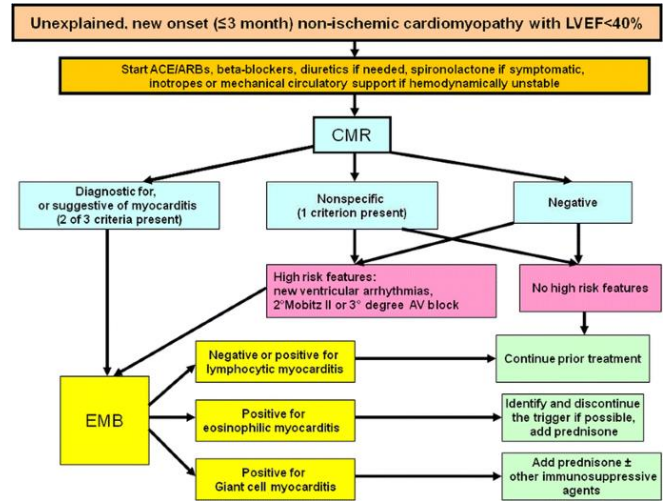 Unexplained, new onset (≤3 month) non-ischemic cardiomyopathy with LVEF<40%
Start ACE/ARBs, beta-blockers, diuretics if needed, spironolactone if symptomatic,
inotropes or mechanical circulatory support if hemodynamically unstable
CMR
Diagnostic for,
or suggestive of myocarditis
(2 of 3 criteria present)
Nonspecific
(1 criterion present)
Negative
High risk features:
new ventricular arrhythmias,
2°Mobitz II or 3° degree AV block
No high risk features
EMB
Negative or positive for
lymphocytic myocarditis
Continue prior treatment
Positive for
eosinophilic myocarditis
Identify and discontinue
the trigger if possible,
add prednisone
Positive for
Giant cell myocarditis
Add prednisone ±
other immunosuppressive
agents